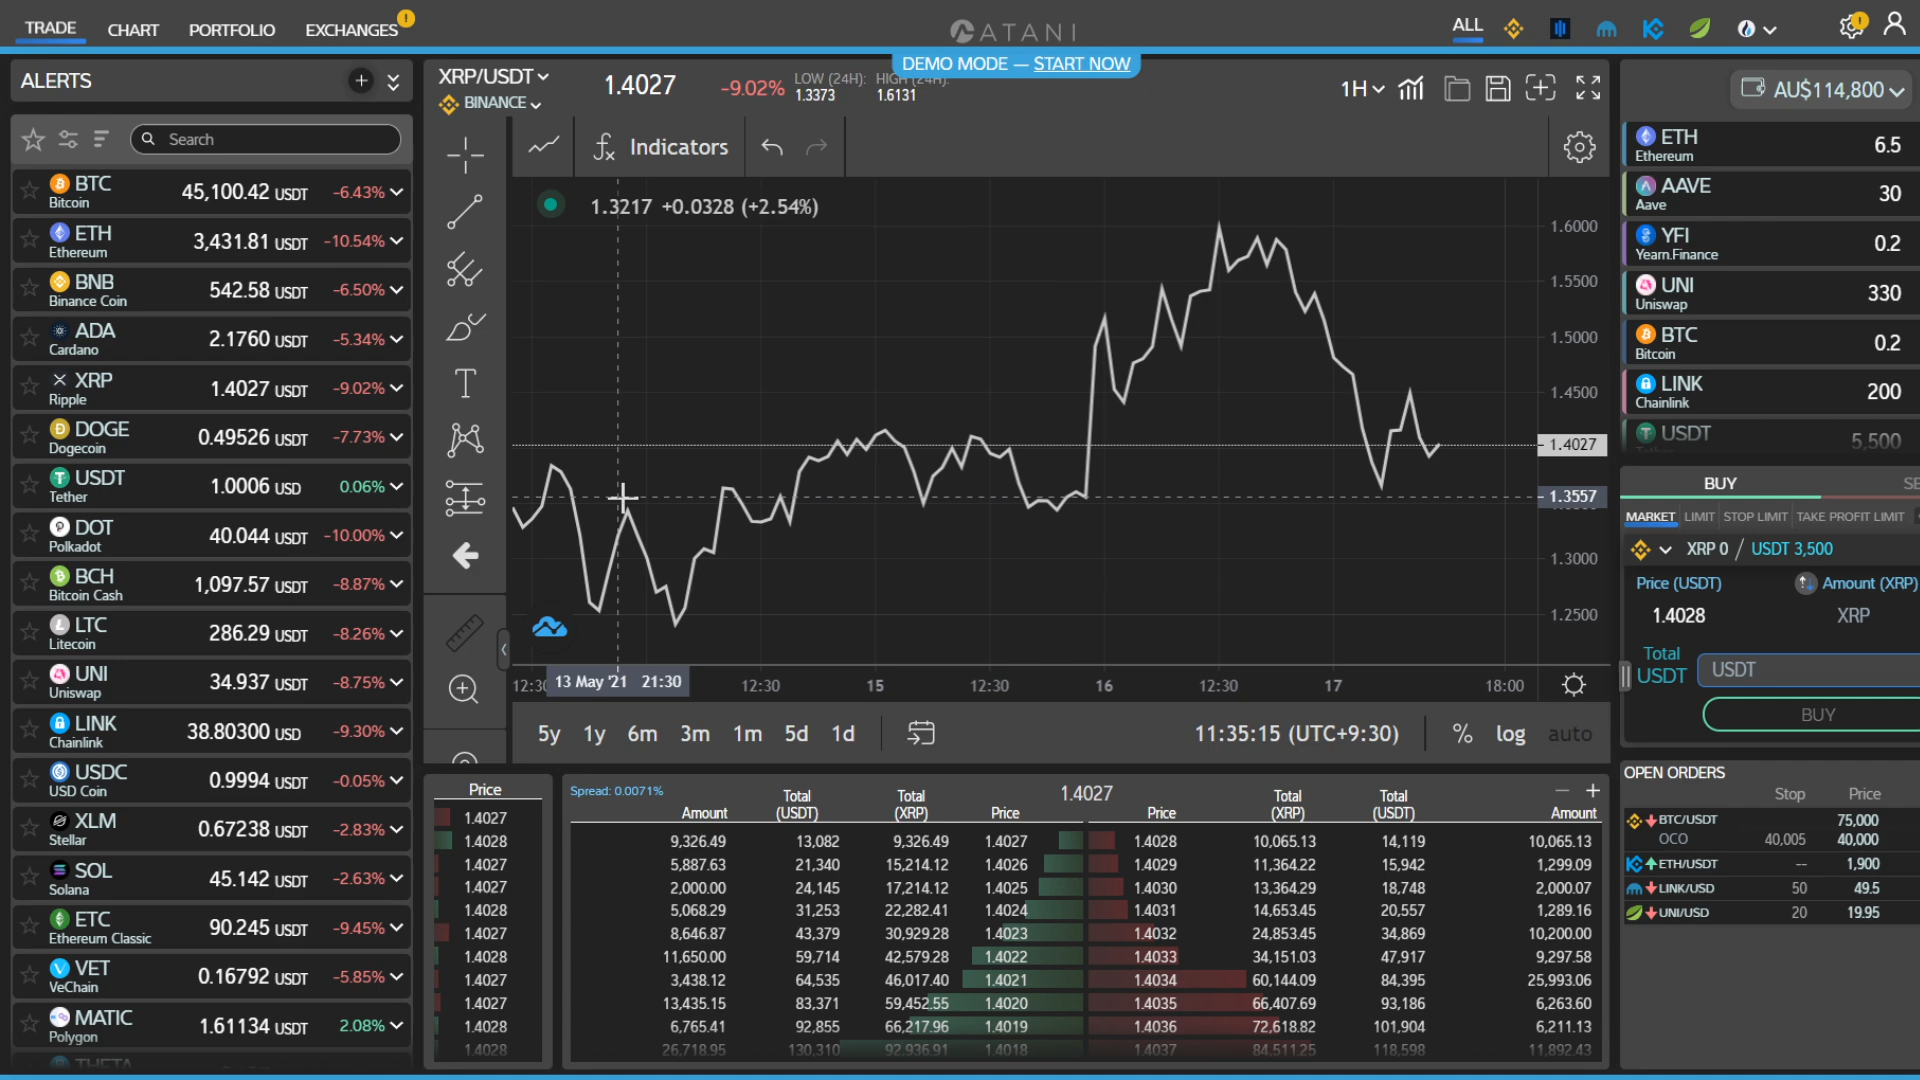 TRADE CHART PORTFOLIO EXCHANGES !
ATANI
ALL
DEMO MODE — START NOW
ALERTS
Search
BTC 45,100.42 USDT -6.43%
Bitcoin
ETH 3,431.81 USDT -10.54%
Ethereum
BNB 542.58 USDT -6.50%
Binance Coin
ADA 2.1760 USDT -5.34%
Cardano
XRP 1.4027 USDT -9.02%
Ripple
DOGE 0.49526 USDT -7.73%
Dogecoin
USDT 1.0006 USD 0.06%
Tether
DOT 40.044 USDT -10.00%
Polkadot
BCH 1,097.57 USDT -8.87%
Bitcoin Cash
LTC 286.29 USDT -8.26%
Litecoin
UNI 34.937 USDT -8.75%
Uniswap
LINK 38.80300 USD -9.30%
Chainlink
USDC 0.9994 USDT -0.05%
USD Coin
XLM 0.67238 USDT -2.83%
Stellar
SOL 45.142 USDT -2.63%
Solana
ETC 90.245 USDT -9.45%
Ethereum Classic
VET 0.16792 USDT -5.85%
VeChain
MATIC 1.61134 USDT 2.08%
Polygon
THETA
XRP/USDT
BINANCE
1.4027 -9.02%
LOW (24H): HIGH (24H):
1.3373 1.6131
1H
Indicators
1.3217 +0.0328 (+2.54%)
1.6000
1.5500
1.5000
1.4500
1.4027
1.3557
1.3000
1.2500
12:30 13 May '21 21:30 12:30 15 12:30 16 12:30 17 18:00
5y 1y 6m 3m 1m 5d 1d 11:35:15 (UTC+9:30) % log auto
Price
1.4027
1.4028
1.4027
1.4027
1.4028
1.4027
1.4028
1.4027
1.4027
1.4028
1.4028
Spread: 0.0071% 1.4027
Amount Total (USDT) Total (XRP) Price Price Total (XRP) Total (USDT) Amount
9,326.49 13,082 9,326.49 1.4027 1.4028 10,065.13 14,119 10,065.13
5,887.63 21,340 15,214.12 1.4026 1.4029 11,364.22 15,942 1,299.09
2,000.00 24,145 17,214.12 1.4025 1.4030 13,364.29 18,748 2,000.07
5,068.29 31,253 22,282.41 1.4024 1.4031 14,653.45 20,557 1,289.16
8,646.87 43,379 30,929.28 1.4023 1.4032 24,853.45 34,869 10,200.00
11,650.00 59,714 42,579.28 1.4022 1.4033 34,151.03 47,917 9,297.58
3,438.12 64,535 46,017.40 1.4021 1.4034 60,144.09 84,395 25,993.06
13,435.15 83,371 59,452.55 1.4020 1.4035 66,407.69 93,186 6,263.60
6,765.41 92,855 66,217.96 1.4019 1.4036 72,618.82 101,904 6,211.13
26,718.95 130,310 92,936.91 1.4018 1.4037 84,511.25 118,598 11,892.43
AU$114,800
ETH 6.5
Ethereum
AAVE 30
Aave
YFI 0.2
Yearn.Finance
UNI 330
Uniswap
BTC 0.2
Bitcoin
LINK 200
Chainlink
USDT 5,500
BUY SE
MARKET LIMIT STOP LIMIT TAKE PROFIT LIMIT
XRP 0 / USDT 3,500
Price (USDT) Amount (XRP)
1.4028 XRP
Total
USDT USDT
BUY
OPEN ORDERS
Stop Price
BTC/USDT 75,000
OCO 40,005 40,000
ETH/USDT -- 1,900
LINK/USD 50 49.5
UNI/USD 20 19.95